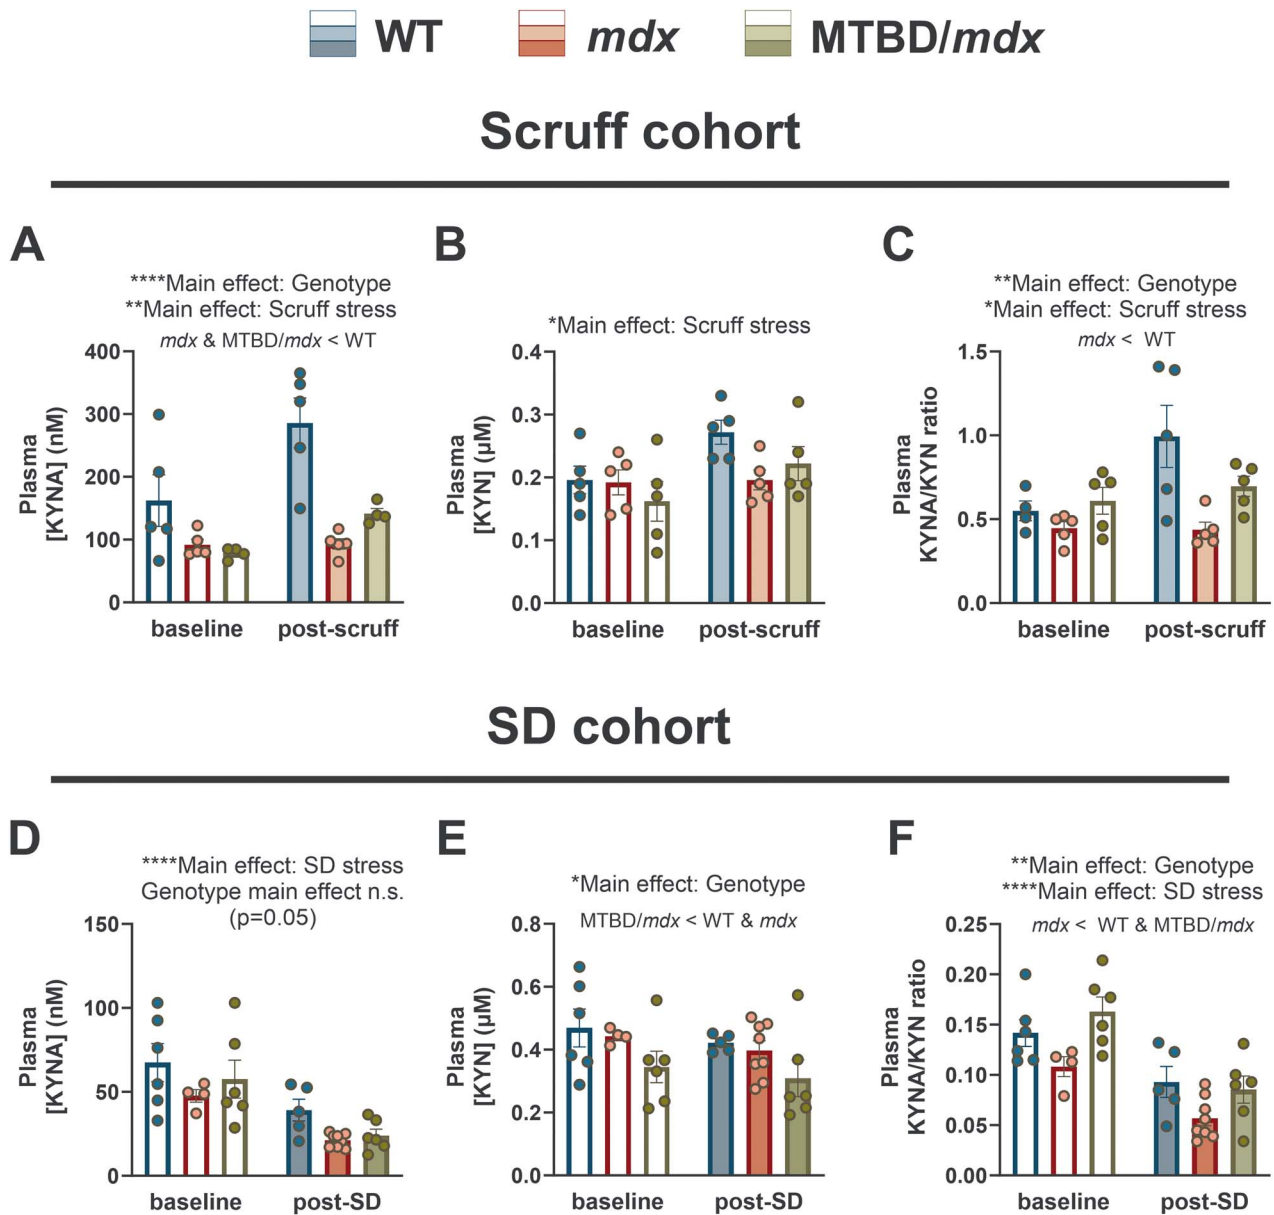 WT mdx MTBD/mdx
Scruff cohort
A
****Main effect: Genotype
**Main effect: Scruff stress
mdx & MTBD/mdx < WT
Plasma
[KYNA] (nM)
400
300
200
100
0
baseline post-scruff
B
*Main effect: Scruff stress
Plasma
[KYN] (µM)
0.4
0.3
0.2
0.1
0.0
baseline post-scruff
C
**Main effect: Genotype
*Main effect: Scruff stress
mdx < WT
Plasma
KYNA/KYN ratio
1.5
1.0
0.5
0.0
baseline post-scruff
SD cohort
D
****Main effect: SD stress
Genotype main effect n.s.
(p=0.05)
Plasma
[KYNA] (nM)
150
100
50
0
baseline post-SD
E
*Main effect: Genotype
MTBD/mdx < WT & mdx
Plasma
[KYN] (µM)
0.8
0.6
0.4
0.2
0.0
baseline post-SD
F
**Main effect: Genotype
****Main effect: SD stress
mdx < WT & MTBD/mdx
Plasma
KYNA/KYN ratio
0.25
0.20
0.15
0.10
0.05
0.00
baseline post-SD